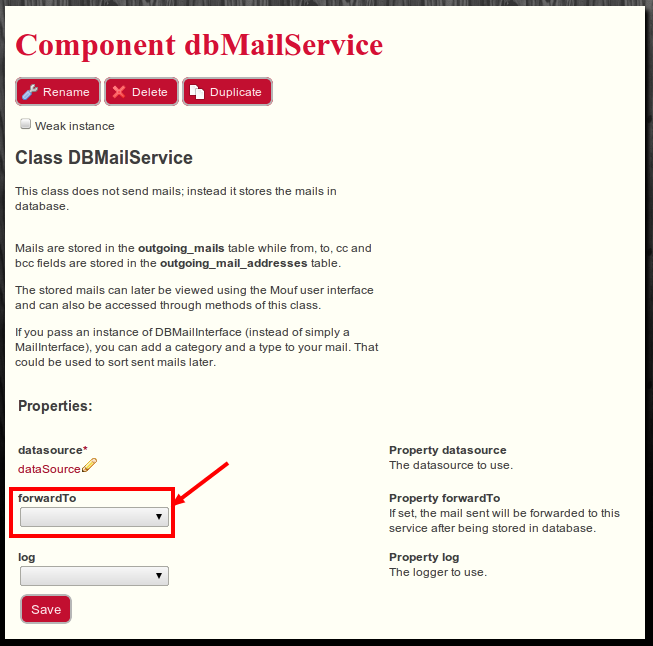 Component dbMailService
Rename Delete Duplicate
Weak instance
Class DBMailService
This class does not send mails; instead it stores the mails in
database.
Mails are stored in the outgoing_mails table while from, to, cc and
bcc fields are stored in the outgoing_mail_addresses table.
The stored mails can later be viewed using the Mouf user interface
and can also be accessed through methods of this class.
If you pass an instance of DBMailInterface (instead of simply a
MailInterface), you can add a category and a type to your mail. That
could be used to sort sent mails later.
Properties:
datasource*
dataSource
Property datasource
The datasource to use.
forwardTo
Property forwardTo
If set, the mail sent will be forwarded to this
service after being stored in database.
log
Property log
The logger to use.
Save